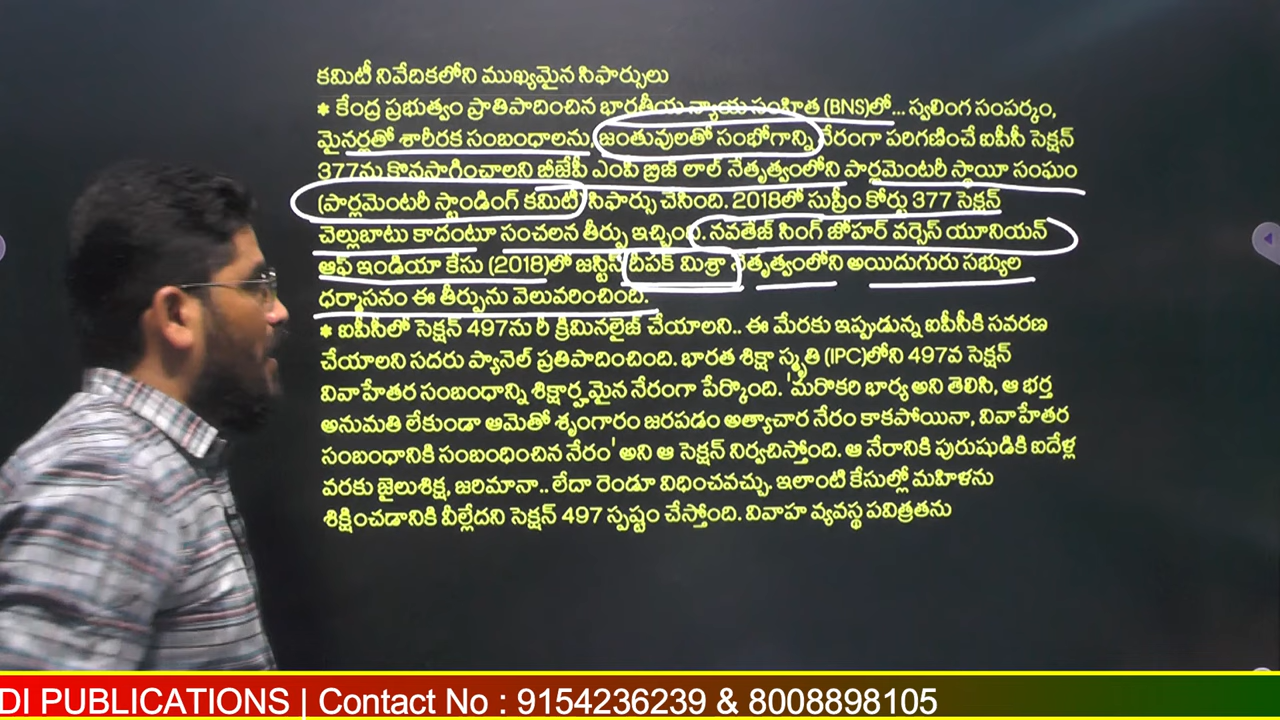 కమిటీ నివేదికలోని ముఖ్యమైన సిఫార్సులు
* కేంద్ర ప్రభుత్వం ప్రాతిపాదించిన భారతీయ న్యాయ సంహిత (BNS)లో... స్వలింగ సంపర్కం,
మైనర్లతో శారీరక సంబంధాలను, జంతువులతో సంభోగాన్ని నేరంగా పరిగణించే ఐపీసీ సెక్షన్
377ను కొనసాగించాలని బీజేపీ ఎంపీ బ్రిజ్ లాల్ నేతృత్వంలోని పార్లమెంటరీ స్థాయీ సంఘం
(పార్లమెంటరీ స్టాండింగ్ కమిటీ) సిఫార్సు చేసింది. 2018లో సుప్రీం కోర్టు 377 సెక్షన్
చెల్లుబాటు కాదంటూ సంచలన తీర్పు ఇచ్చింది. నవతేజ్ సింగ్ జోహర్ వర్సెస్ యూనియన్
ఆఫ్ ఇండియా కేసు (2018)లో జస్టిస్ దీపక్ మిశ్రా నేతృత్వంలోని అయిదుగురు సభ్యుల
ధర్మాసనం ఈ తీర్పును వెలువరించింది.
* ఐపీసీలో సెక్షన్ 497ను రీ క్రిమినలైజ్ చేయాలని.. ఈ మేరకు ఇప్పుడున్న ఐపీసీకి సవరణ
చేయాలని సదరు ప్యానెల్ ప్రతిపాదించింది. భారత శిక్షా స్మృతి (IPC)లోని 497వ సెక్షన్
వివాహేతర సంబంధాన్ని శిక్షార్హమైన నేరంగా పేర్కొంది. 'మరొకరి భార్య అని తెలిసి, ఆ భర్త
అనుమతి లేకుండా ఆమెతో శృంగారం జరపడం అత్యాచార నేరం కాకపోయినా, వివాహేతర
సంబంధానికి సంబంధించిన నేరం' అని ఆ సెక్షన్ నిర్వచిస్తోంది. ఆ నేరానికి పురుషుడికి ఐదేళ్ల
వరకు జైలుశిక్ష, జరిమానా.. లేదా రెండూ విధించవచ్చు. ఇలాంటి కేసుల్లో మహిళను
శిక్షించడానికి వీల్లేదని సెక్షన్ 497 స్పష్టం చేస్తోంది. వివాహ వ్యవస్థ పవిత్రతను
DI PUBLICATIONS | Contact No : 9154236239 & 8008898105